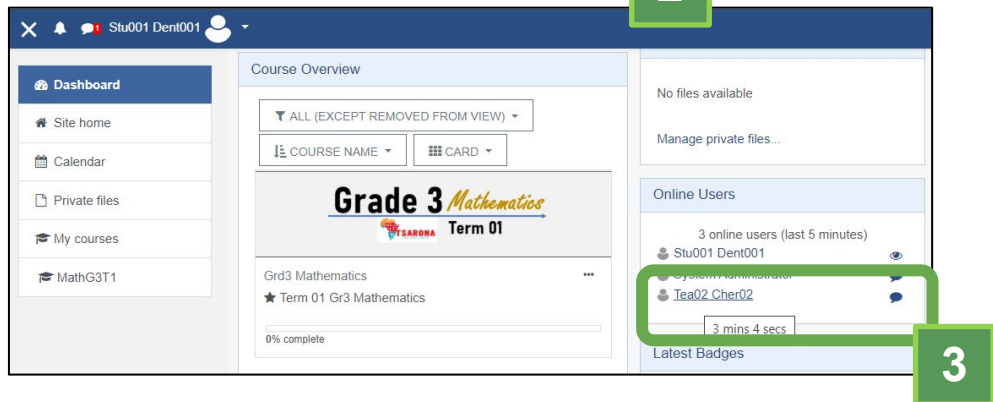 1
Stu001 Dent001
Dashboard
Site home
Calendar
Private files
My courses
MathG3T1
Course Overview
ALL (EXCEPT REMOVED FROM VIEW)
COURSE NAME
CARD
Grade 3 Mathematics
TSARONA Term 01
Grd3 Mathematics
...
Term 01 Gr3 Mathematics
0% complete
No files available
Manage private files...
Online Users
3 online users (last 5 minutes)
Stu001 Dent001
System Administrator
Tea02 Cher02
3 mins 4 secs
Latest Badges
3